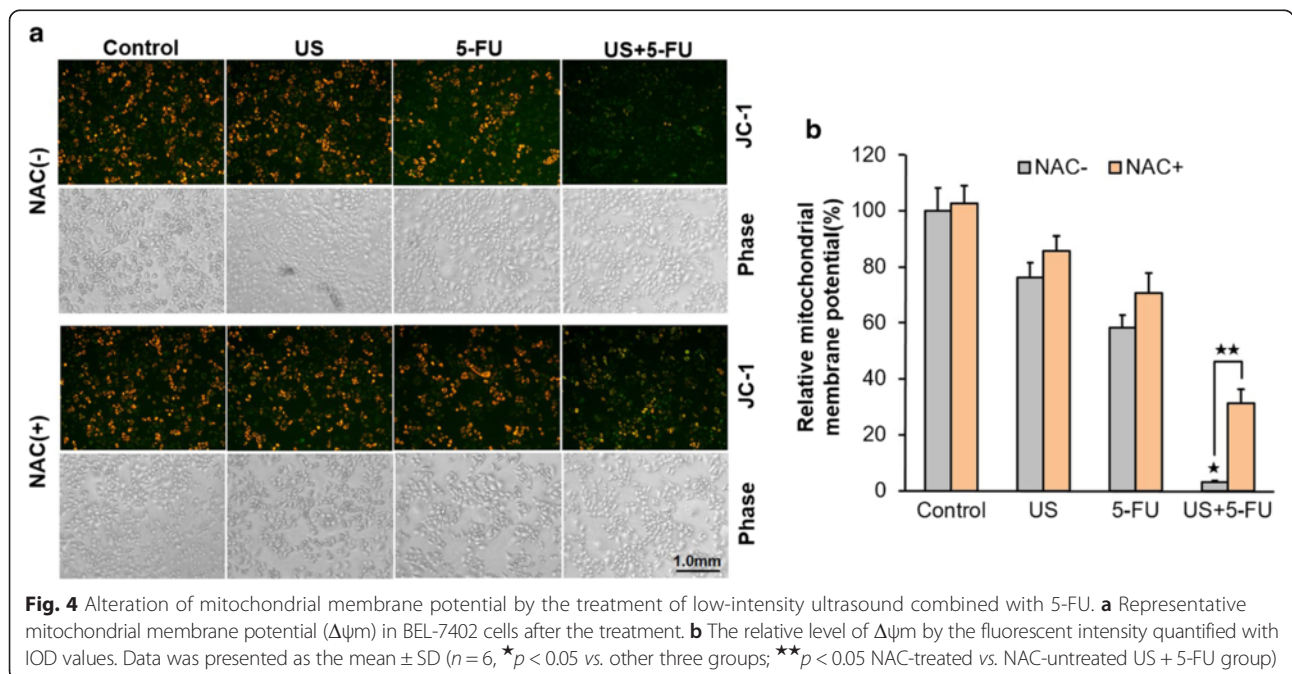 a
Control US 5-FU US+5-FU
NAC(-)
JC-1
Phase
NAC(+)
JC-1
Phase
1.0mm
b
Relative mitochondrial
membrane potential(%)
NAC- NAC+
120
100
80
60
40
20
0
★★
★
Control US 5-FU US+5-FU
Fig. 4 Alteration of mitochondrial membrane potential by the treatment of low-intensity ultrasound combined with 5-FU. a Representative
mitochondrial membrane potential (Δψm) in BEL-7402 cells after the treatment. b The relative level of Δψm by the fluorescent intensity quantified with
IOD values. Data was presented as the mean ± SD (n = 6, ★p < 0.05 vs. other three groups; ★★p < 0.05 NAC-treated vs. NAC-untreated US + 5-FU group)